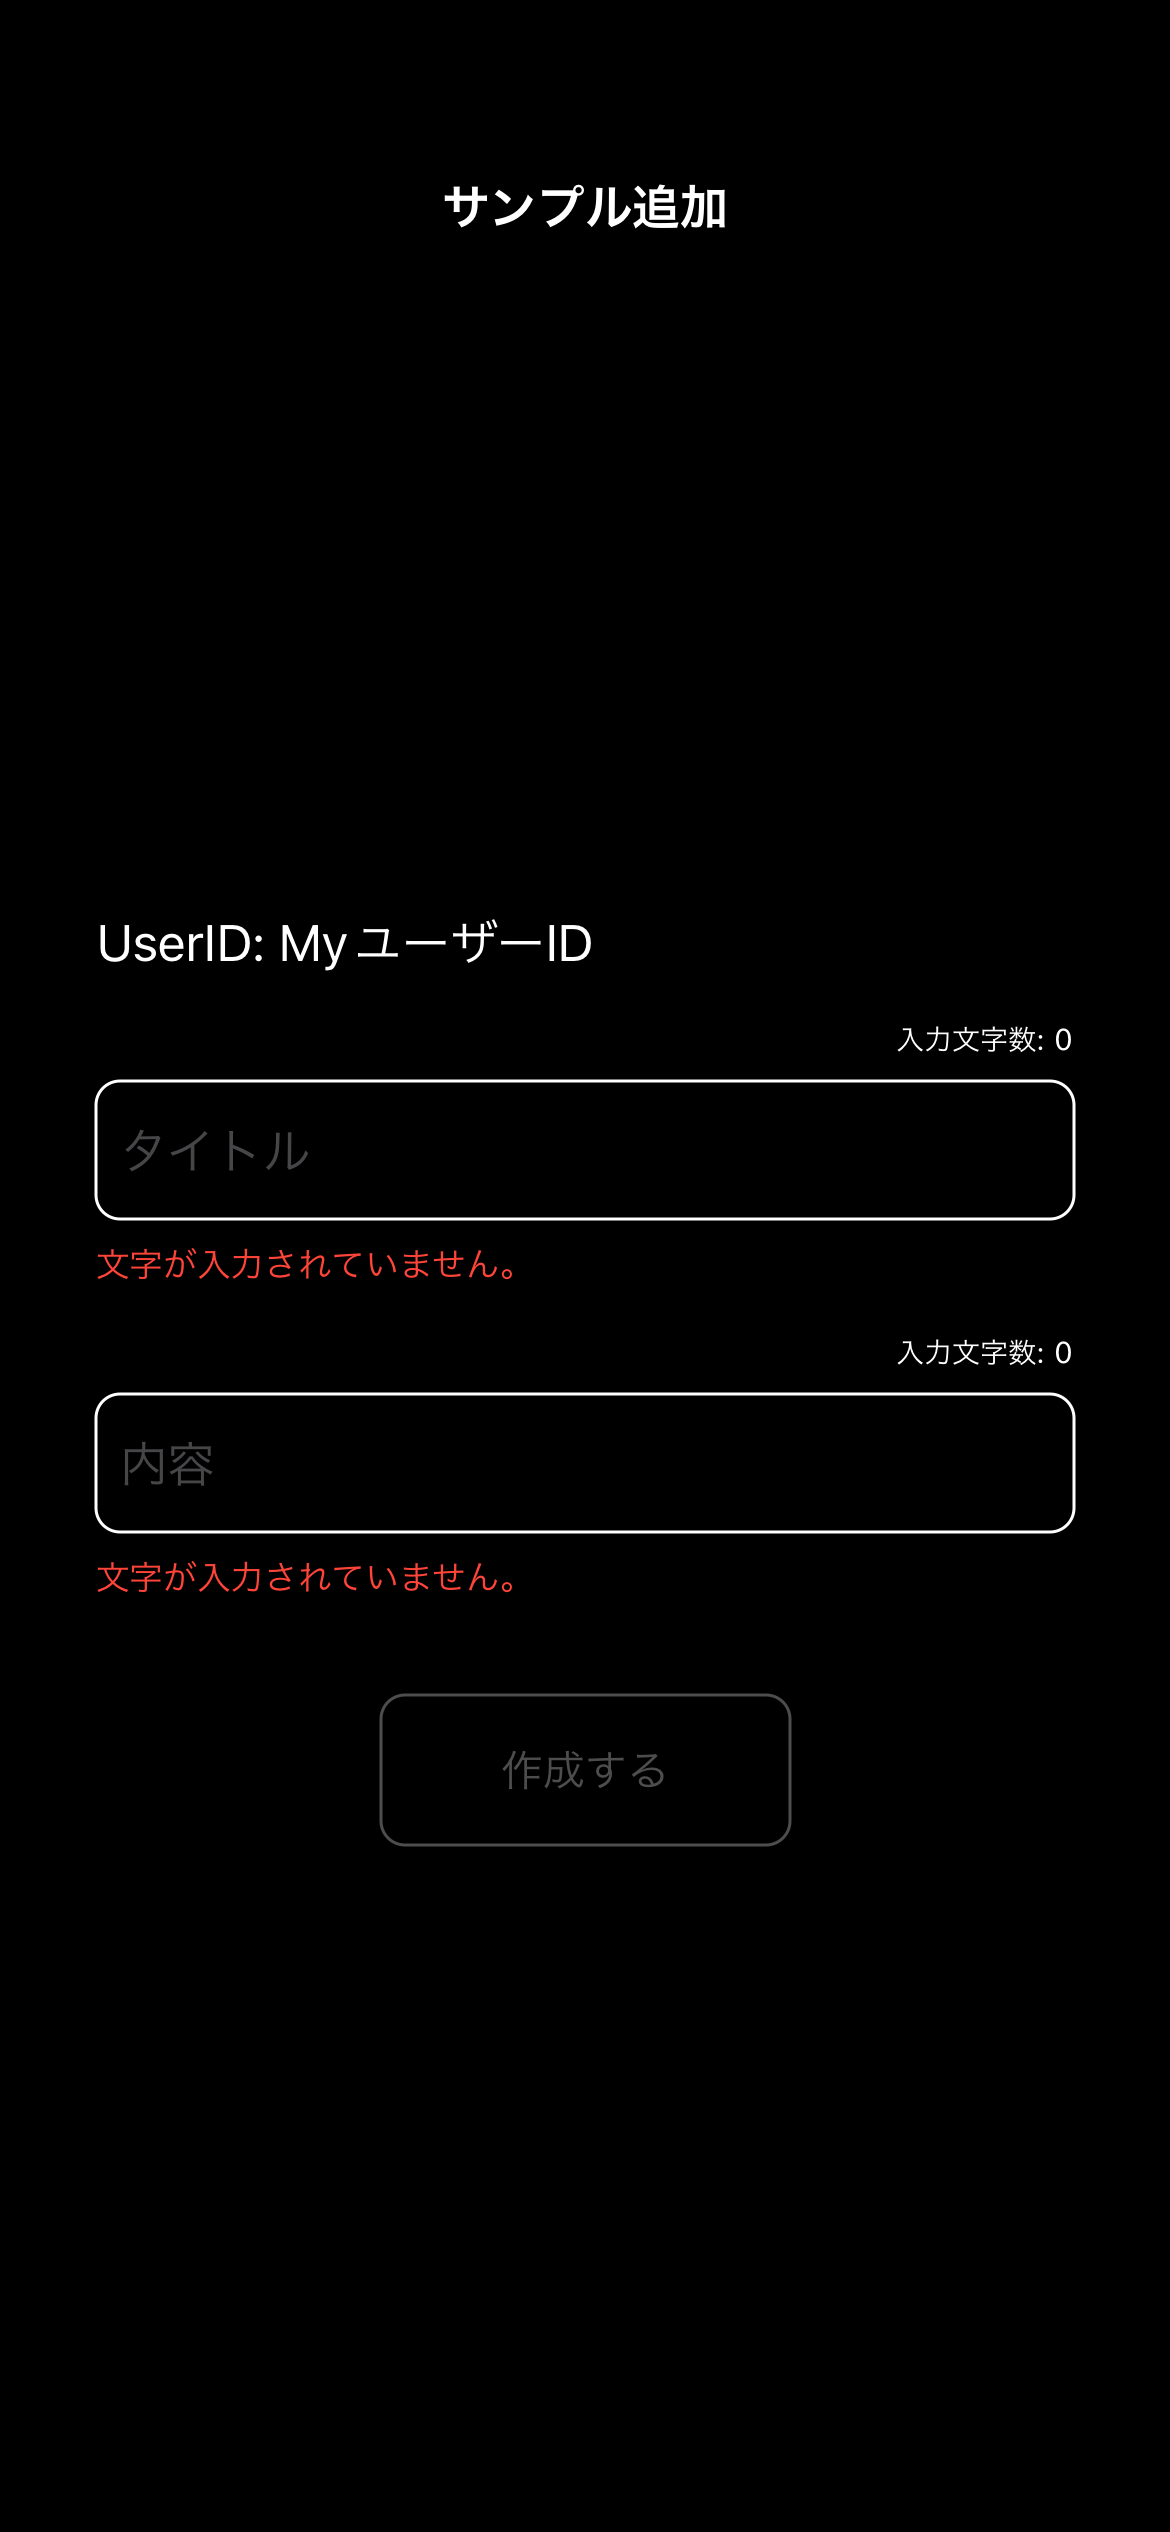 サンプル追加
UserID: MyユーザーID
入力文字数: 0
タイトル
文字が入力されていません。
入力文字数: 0
内容
文字が入力されていません。
作成する